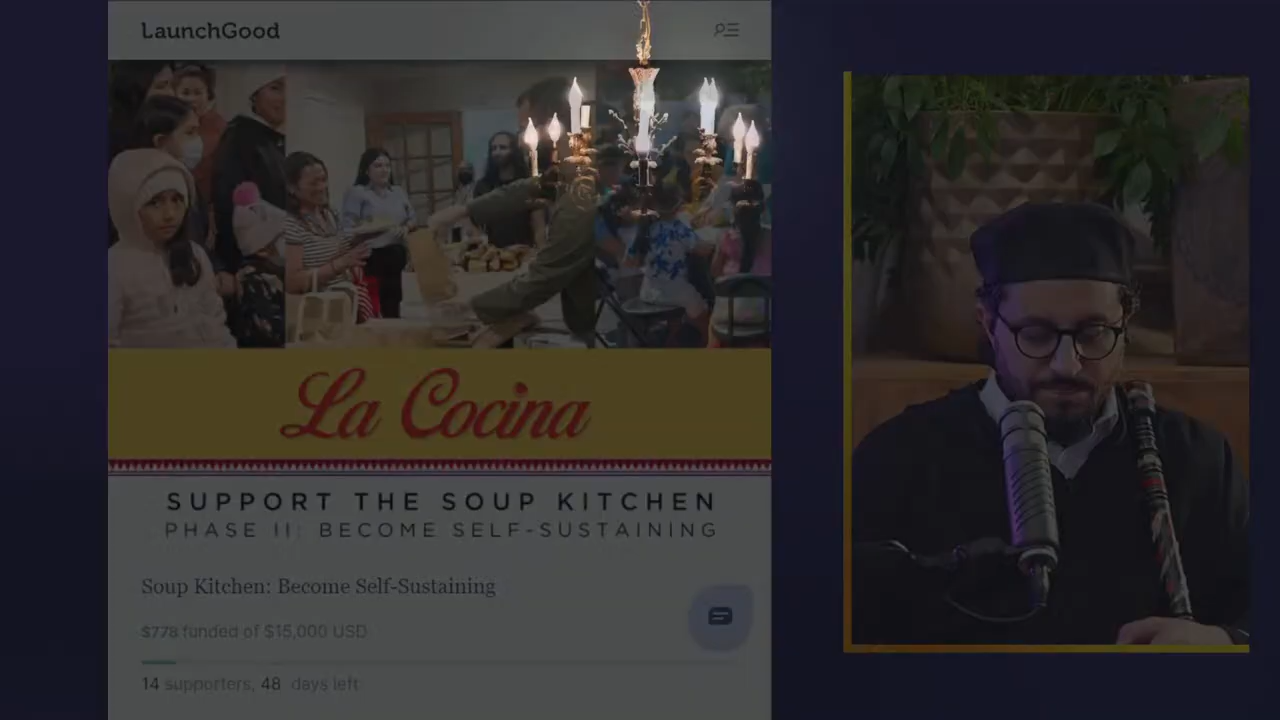 LaunchGood
La Cocina
SUPPORT THE SOUP KITCHEN
PHASE II: BECOME SELF-SUSTAINING
Soup Kitchen: Become Self-Sustaining
$778 funded of $15,000 USD
14 supporters, 48 days left